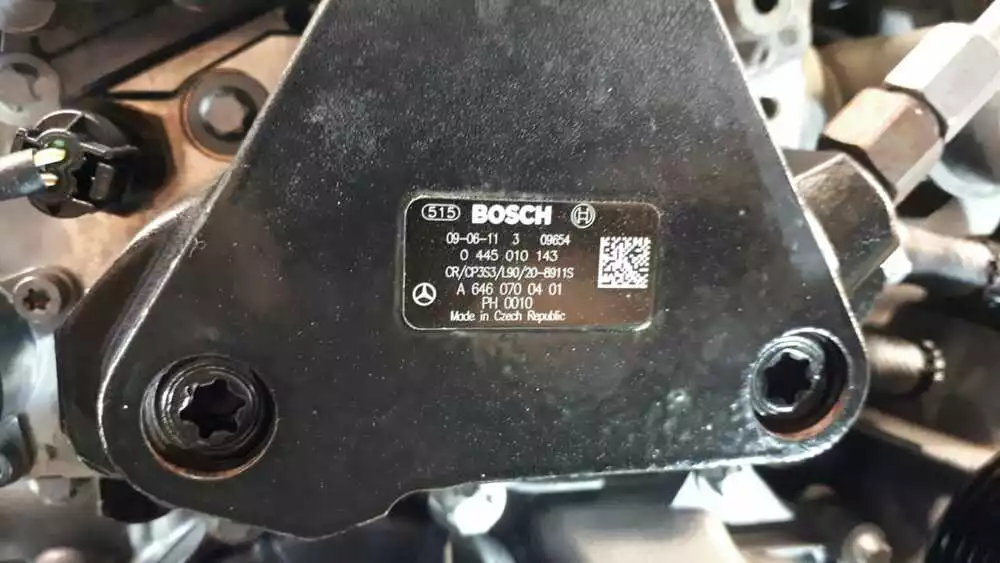 515 BOSCH
09-06-11 3 09654
0 445 010 143
CR/CP3S3/L90/20-8911S
A 646 070 04 01
PH 0010
Made in Czech Republic